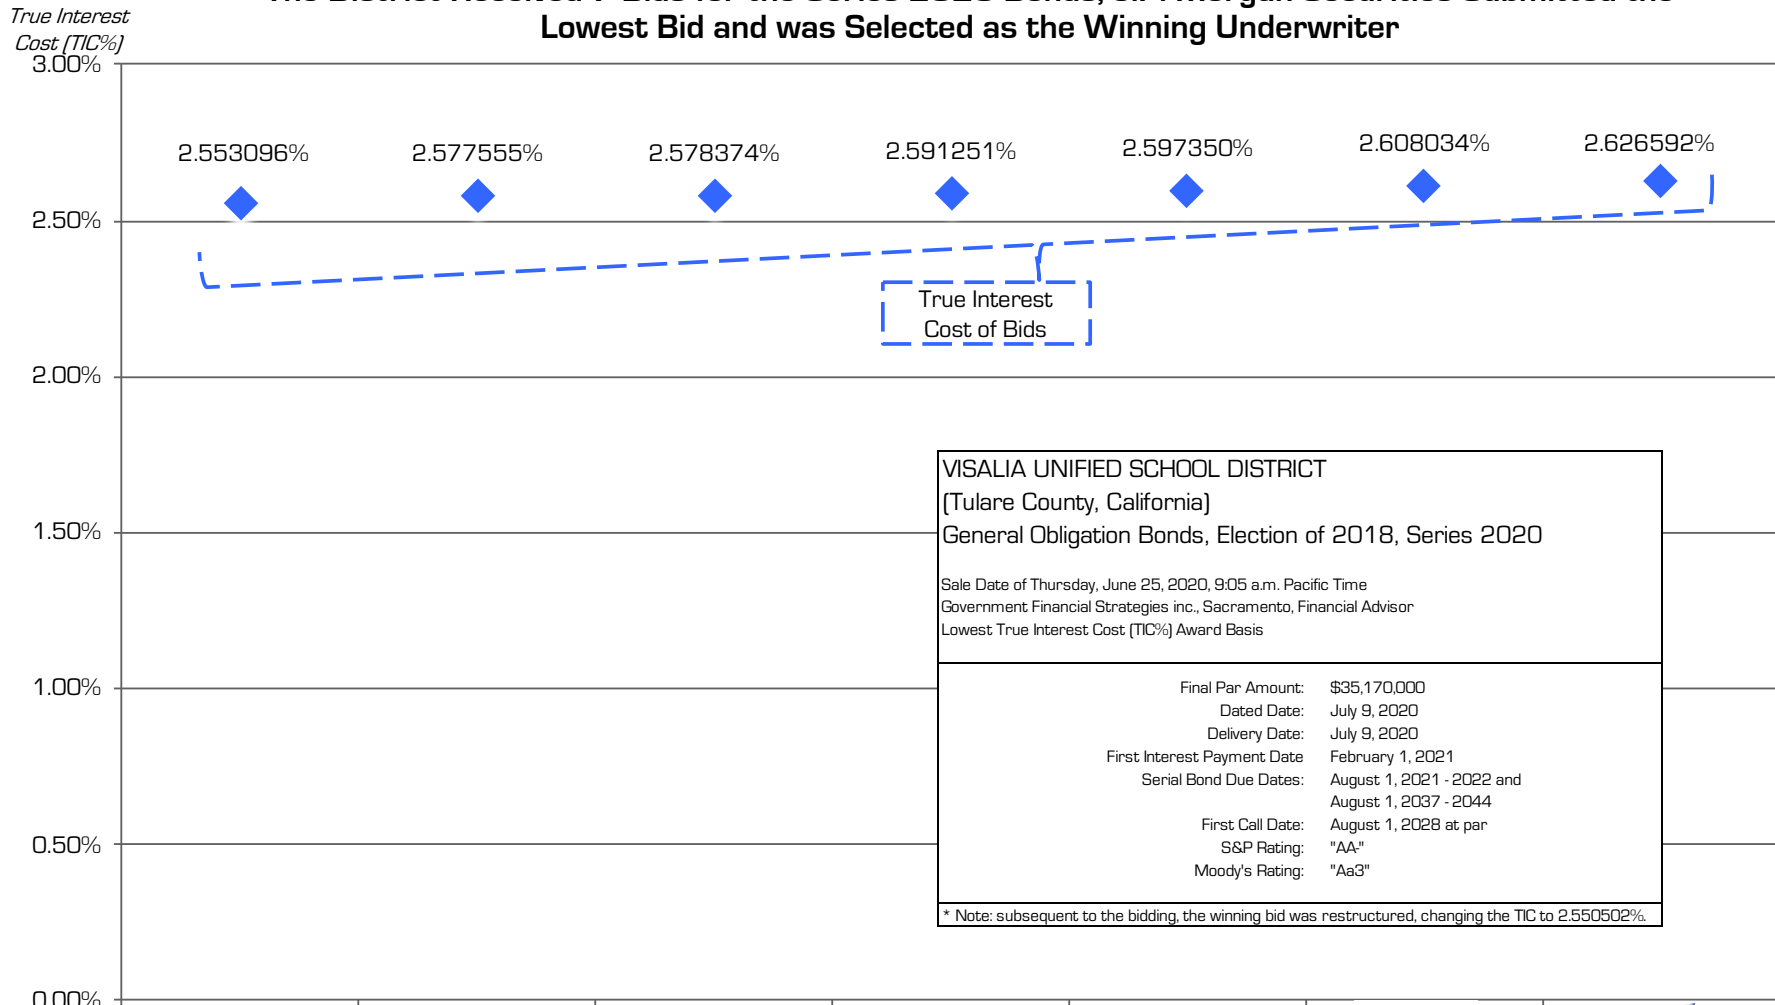 True Interest
Cost (TIC%)
Lowest Bid and was Selected as the Winning Underwriter
3.00%
2.553096%
2.577555%
2.578374%
2.591251%
2.597350%
2.608034%
2.626592%
2.50%
True Interest
Cost of Bids
2.00%
VISALIA UNIFIED SCHOOL DISTRICT
(Tulare County, California)
General Obligation Bonds, Election of 2018, Series 2020
1.50%
Sale Date of Thursday, June 25, 2020, 9:05 a.m. Pacific Time
Government Financial Strategies inc., Sacramento, Financial Advisor
Lowest True Interest Cost (TIC%) Award Basis
1.00%
Final Par Amount: $35,170,000
Dated Date: July 9, 2020
Delivery Date: July 9, 2020
First Interest Payment Date February 1, 2021
Serial Bond Due Dates: August 1, 2021 - 2022 and
August 1, 2037 - 2044
First Call Date: August 1, 2028 at par
S&P Rating: "AA-"
Moody's Rating: "Aa3"
0.50%
* Note: subsequent to the bidding, the winning bid was restructured, changing the TIC to 2.550502%.
0.00%